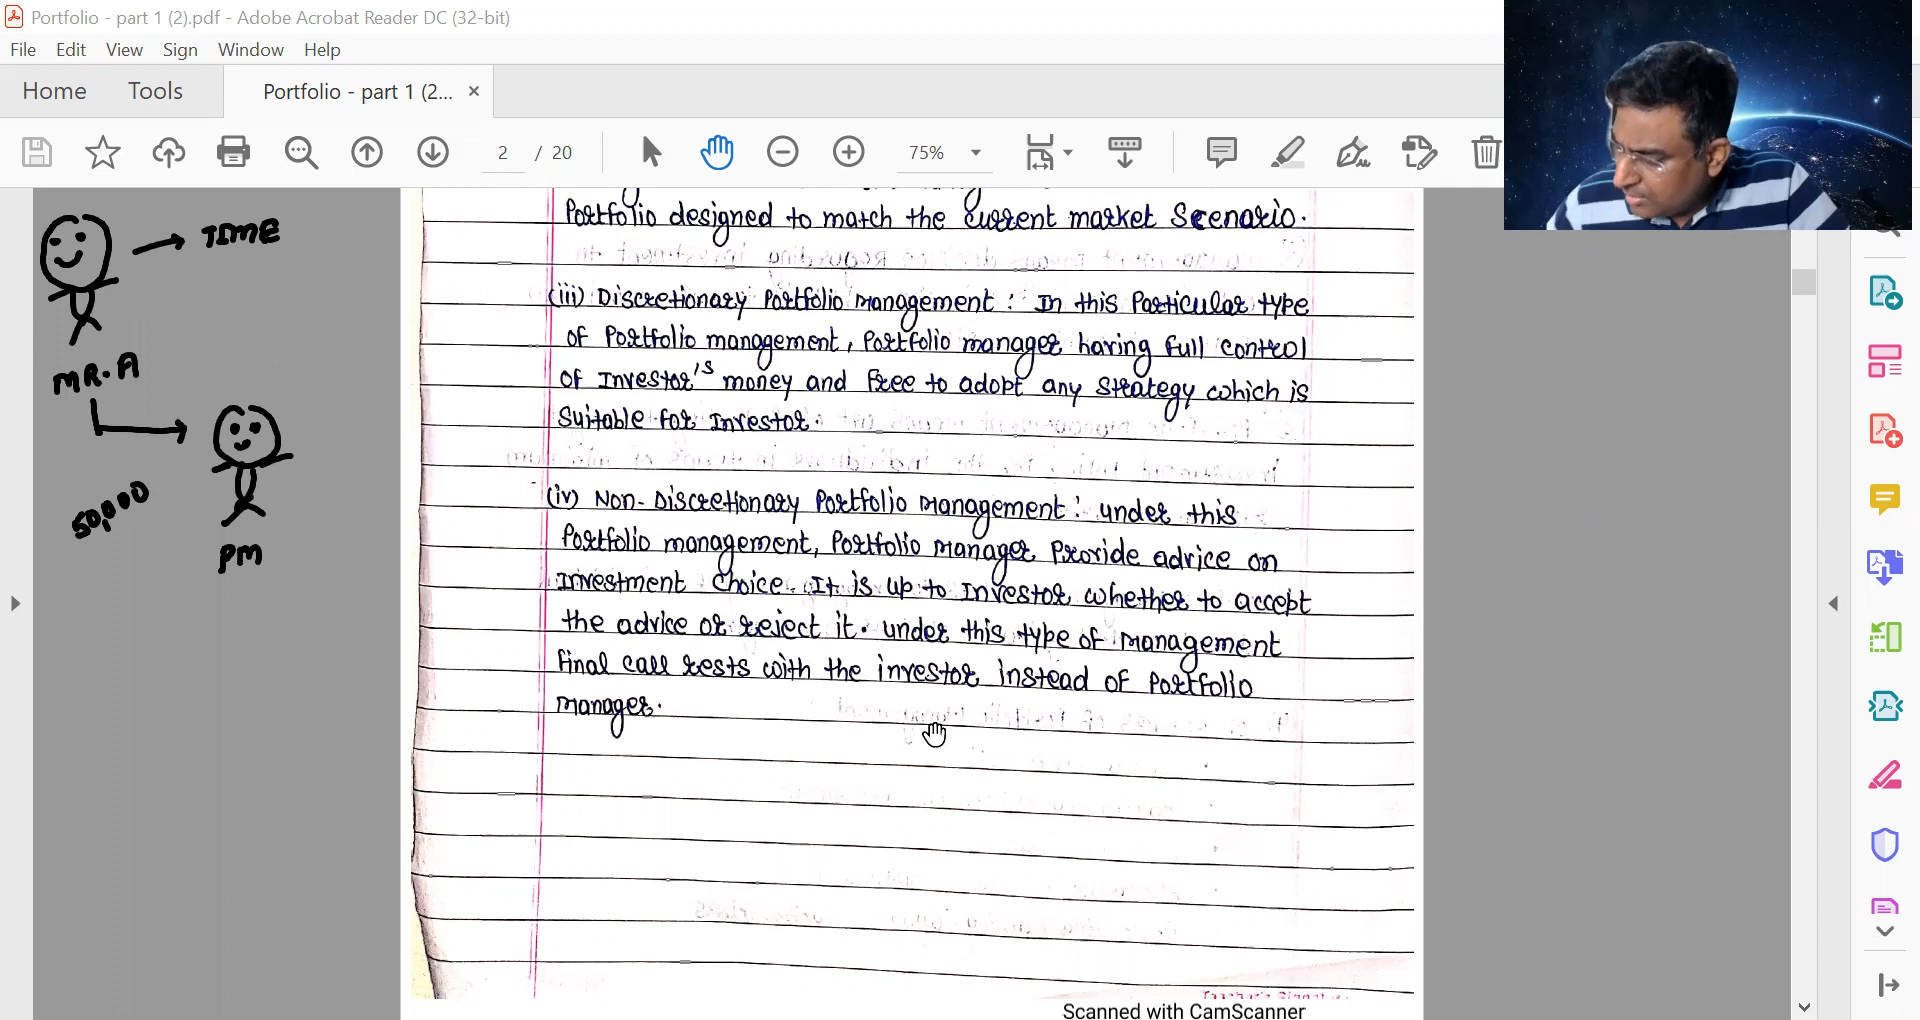 Portfolio - part 1 (2).pdf - Adobe Acrobat Reader DC (32-bit)
File Edit View Sign Window Help
Home Tools Portfolio - part 1 (2... ×
2 / 20 75%
TIME
MR. A
50,000
PM
Portfolio designed to match the current market Scenario.
(iii) Discretionary Portfolio management : In this Particular type
of Portfolio management, Portfolio manager having full control
of Investor's money and free to adopt any strategy which is
Suitable for Investor.
(iv) Non-Discretionary Portfolio management : under this
Portfolio management, Portfolio manager Provide advice on
Investment choice. It is up to Investor whether to accept
the advice or reject it. under this type of management
final call rests with the investor instead of Portfolio
manager.
Scanned with CamScanner